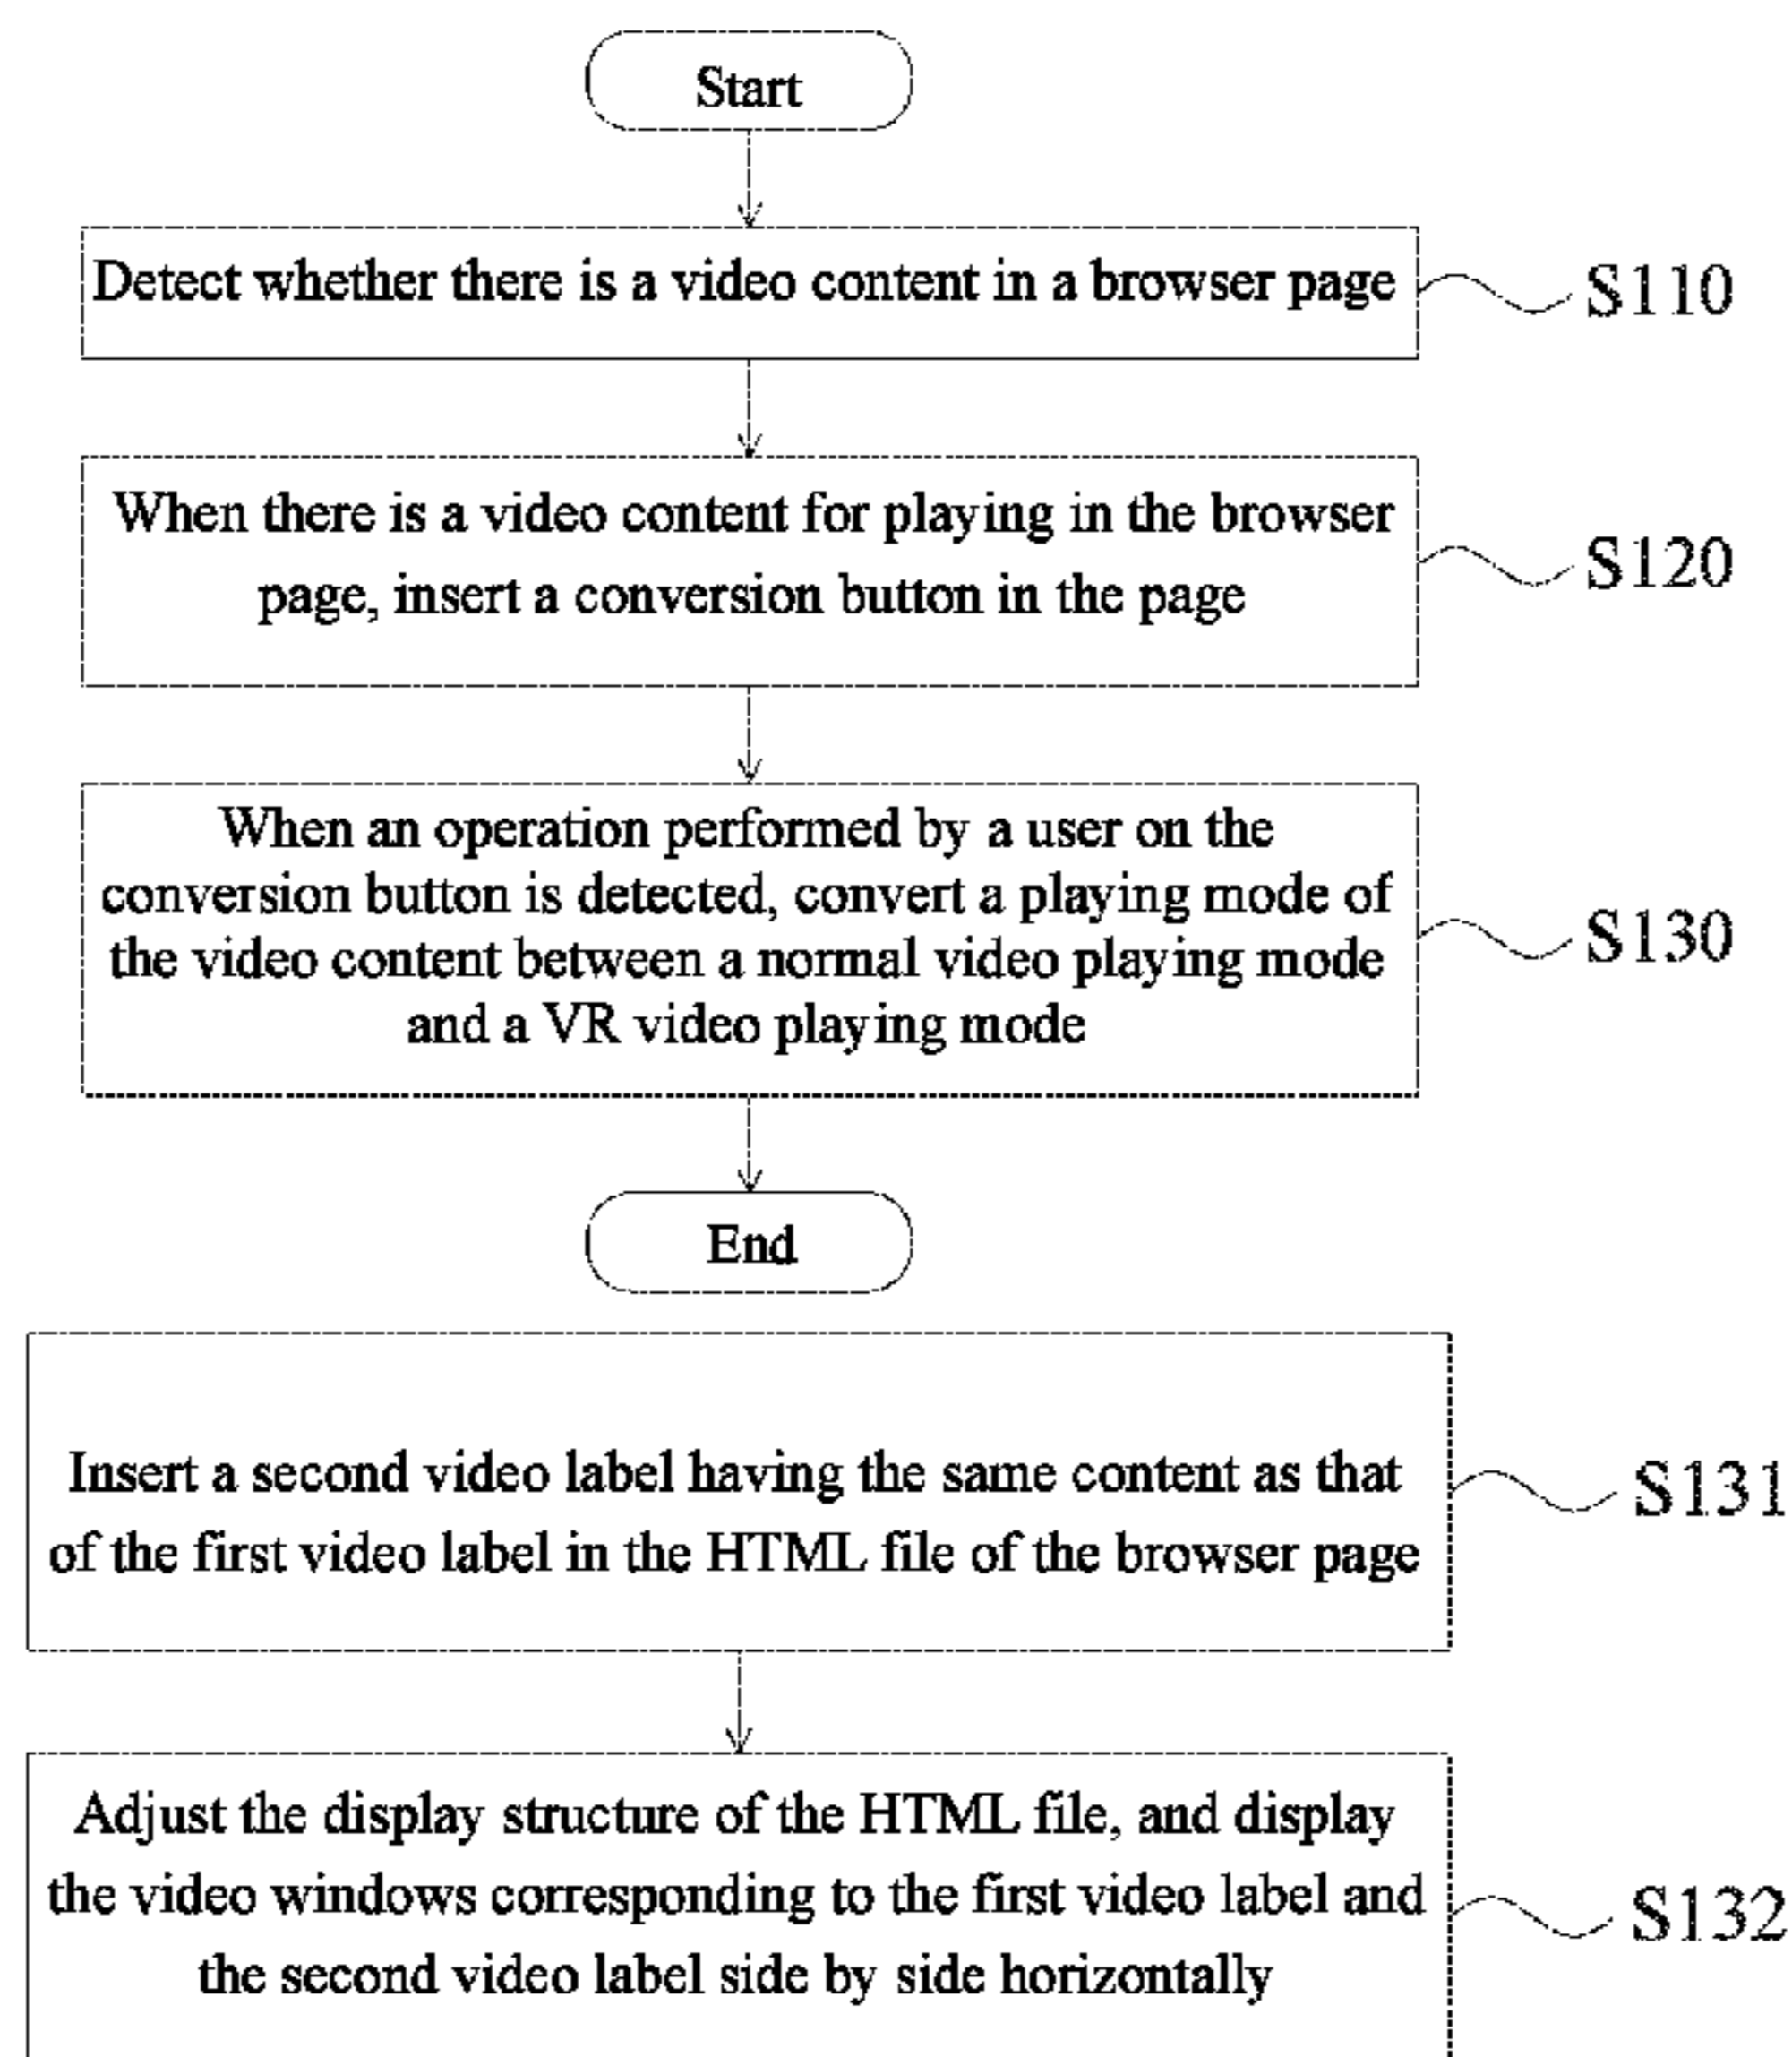 Start
Detect whether there is a video content in a browser page
S110
When there is a video content for playing in the browser
page, insert a conversion button in the page
S120
When an operation performed by a user on the
conversion button is detected, convert a playing mode of
the video content between a normal video playing mode
and a VR video playing mode
S130
End
Insert a second video label having the same content as that
of the first video label in the HTML file of the browser page
S131
Adjust the display structure of the HTML file, and display
the video windows corresponding to the first video label and
the second video label side by side horizontally
S132